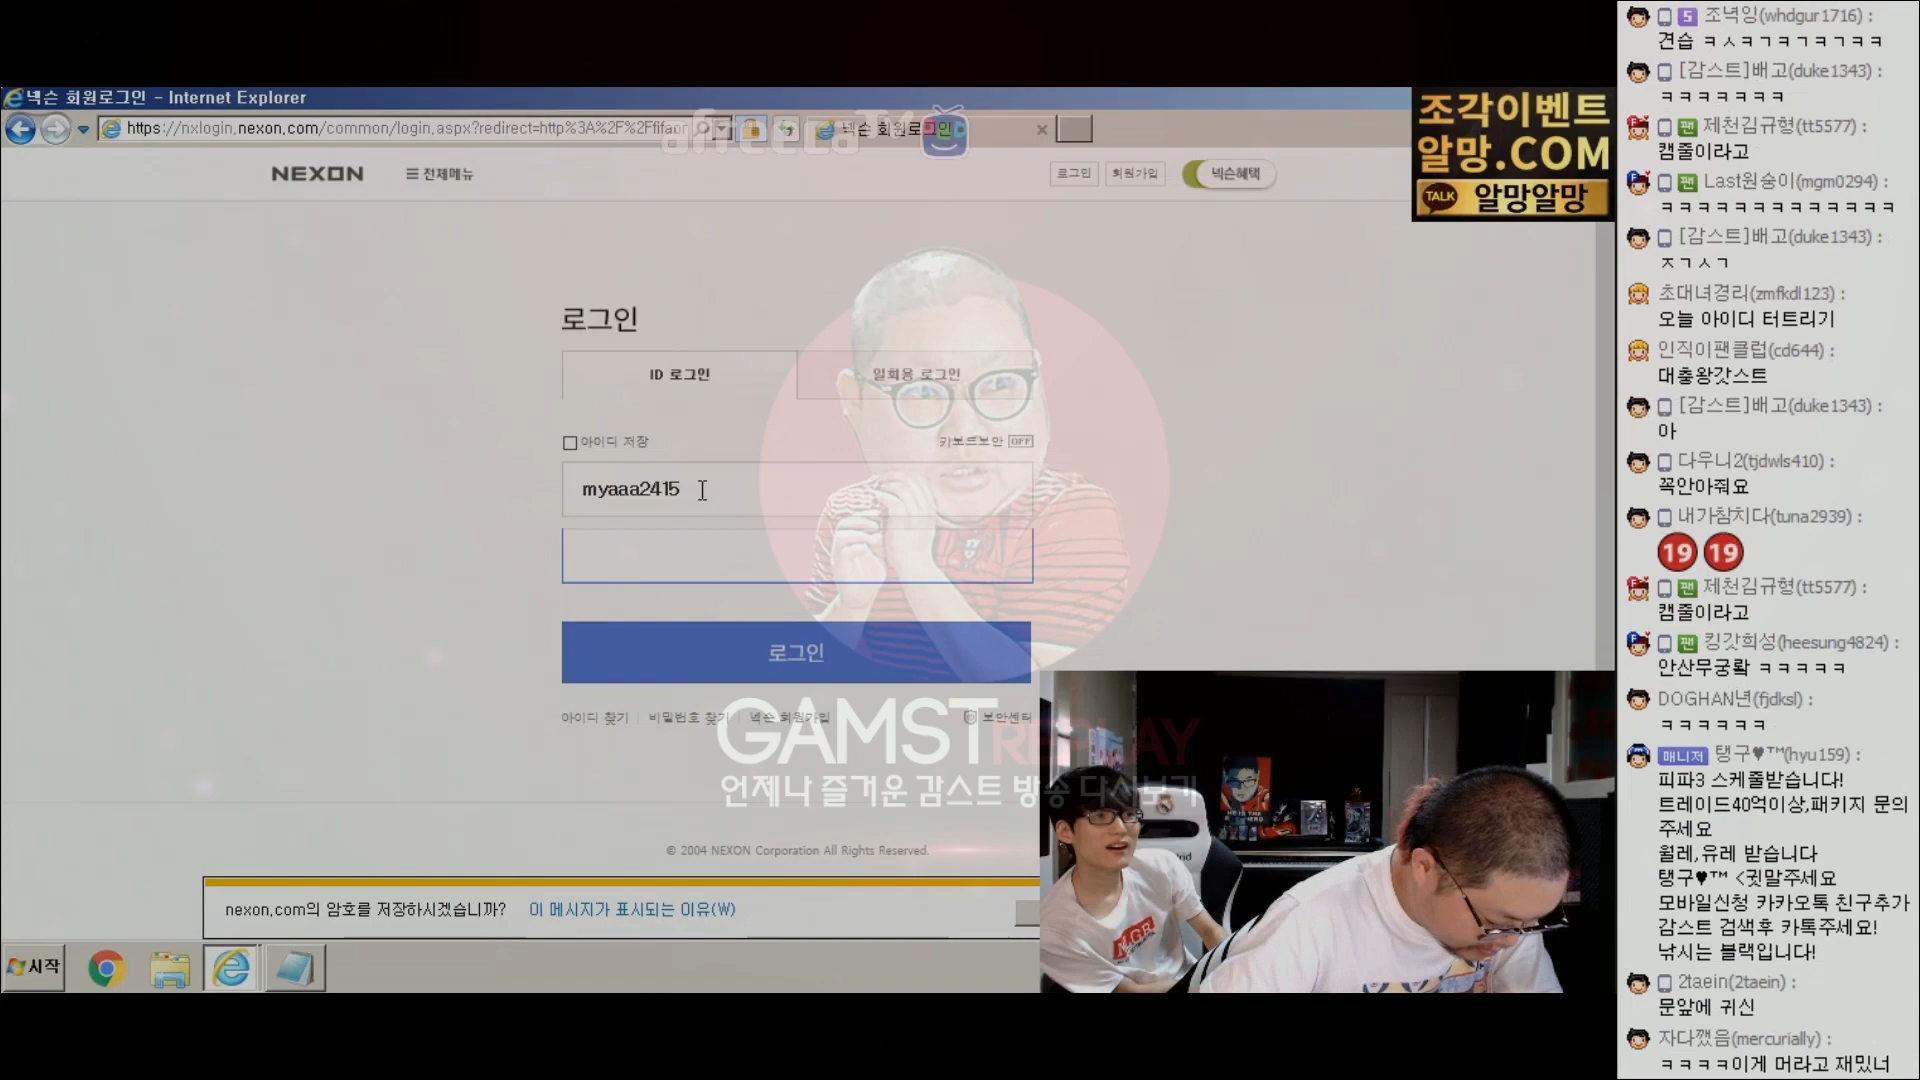 넥슨 회원로그인 - Internet Explorer
https://nxlogin.nexon.com/common/login.aspx?redirect=http%3A%2F%2Ffifaon
넥슨 회원로그인
afreecaTV
조각이벤트
알망.COM
TALK 알망알망
NEXON
전체메뉴
로그인
회원가입
넥슨혜택
로그인
ID 로그인
일회용 로그인
아이디 저장
키보드보안 OFF
myaaa2415
로그인
아이디 찾기
비밀번호 찾기
넥슨 회원가입
보안센터
GAMST REPLAY
언제나 즐거운 감스트 방송 다시보기
© 2004 NEXON Corporation All Rights Reserved.
nexon.com의 암호를 저장하시겠습니까? 이 메시지가 표시되는 이유(W)
시작
조녁잉(whdgur1716) :
견습 ㅋㅅㅋㄱㅋㄱㅋㄱㅋㅋ
[감스트]배고(duke1343) :
ㅋㅋㅋㅋㅋㅋㅋ
팬 제천김규형(tt5577) :
캠줄이라고
팬 Last원숭이(mgm0294) :
ㅋㅋㅋㅋㅋㅋㅋㅋㅋㅋㅋㅋㅋ
[감스트]배고(duke1343) :
ㅈㄱㅅㄱ
초대녀경리(zmfkdl123) :
오늘 아이디 터트리기
인직이팬클럽(cd644) :
대충왕갓스트
[감스트]배고(duke1343) :
아
다우니2(tjdwls410) :
꼭안아줘요
내가참치다(tuna2939) :
19 19
팬 제천김규형(tt5577) :
캠줄이라고
팬 킹갓희성(heesung4824) :
안산무궁뢐 ㅋㅋㅋㅋㅋ
DOGHAN년(fjdksl) :
ㅋㅋㅋㅋㅋㅋ
매니저 탱구♥™(hyu159) :
피파3 스케줄받습니다!
트레이드40억이상,패키지 문의
주세요
월레,유레 받습니다
탱구♥™ <귓말주세요
모바일신청 카카오톡 친구추가
감스트 검색후 카톡주세요!
낚시는 블랙입니다!
2taein(2taein) :
문앞에 귀신
자다깼음(mercurially) :
ㅋㅋㅋㅋ이게 머라고 재밌너